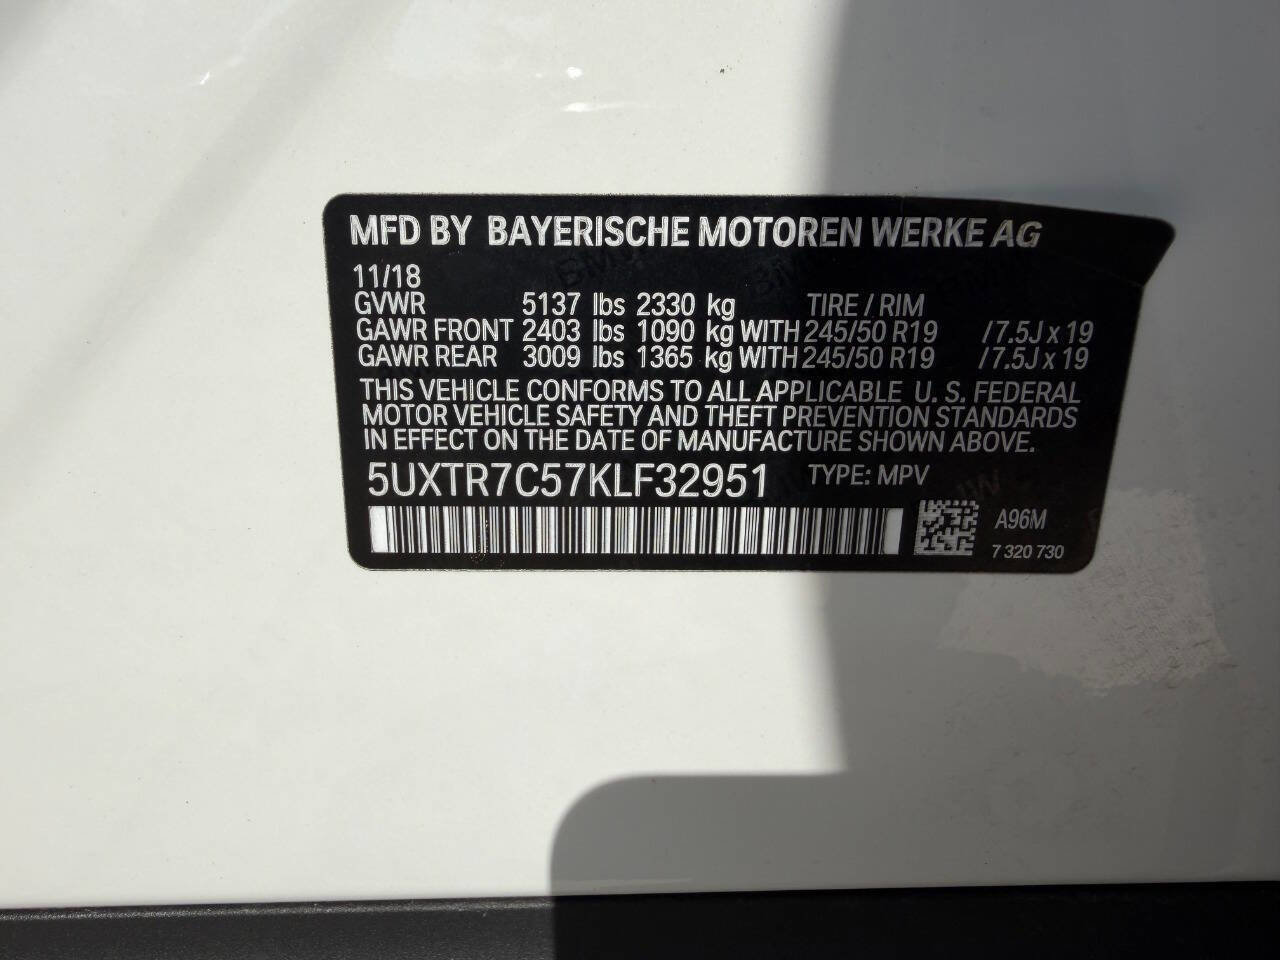 MFD BY BAYERISCHE MOTOREN WERKE AG
11/18
GVWR 5137 lbs 2330 kg TIRE / RIM
GAWR FRONT 2403 lbs 1090 kg WITH 245/50 R19 /7.5J x 19
GAWR REAR 3009 lbs 1365 kg WITH 245/50 R19 /7.5J x 19
THIS VEHICLE CONFORMS TO ALL APPLICABLE U. S. FEDERAL
MOTOR VEHICLE SAFETY AND THEFT PREVENTION STANDARDS
IN EFFECT ON THE DATE OF MANUFACTURE SHOWN ABOVE.
5UXTR7C57KLF32951 TYPE: MPV
A96M
7 320 730